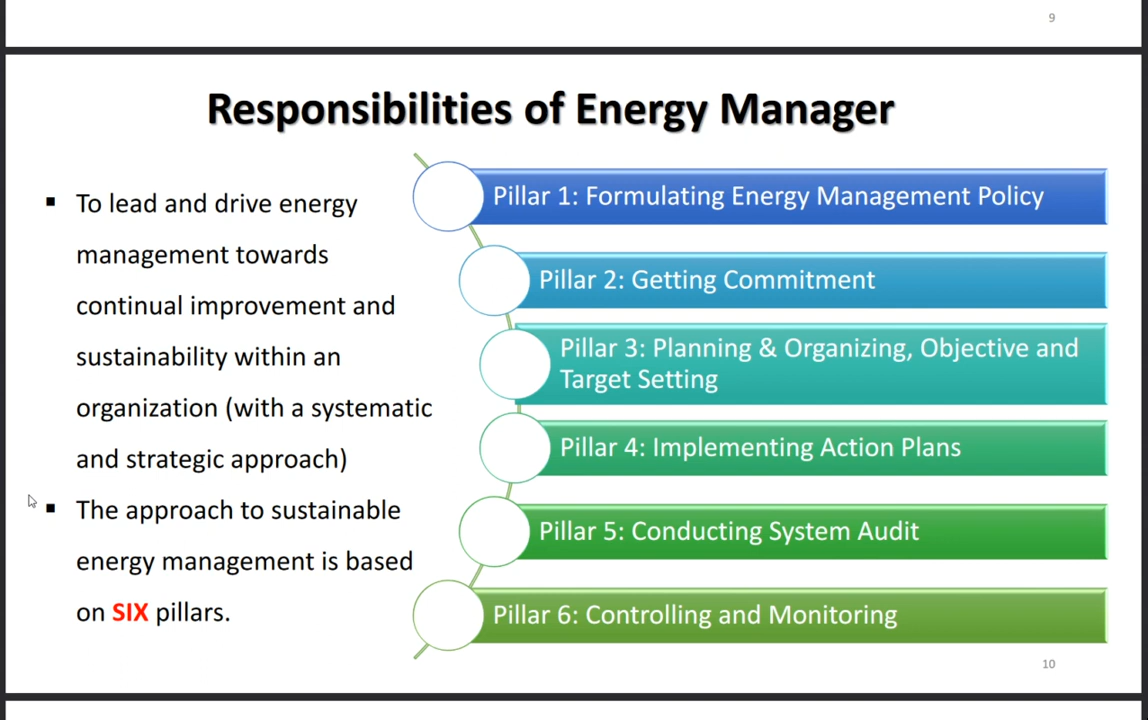 9
Responsibilities of Energy Manager
▪ To lead and drive energy
management towards
continual improvement and
sustainability within an
organization (with a systematic
and strategic approach)
▪ The approach to sustainable
energy management is based
on SIX pillars.
Pillar 1: Formulating Energy Management Policy
Pillar 2: Getting Commitment
Pillar 3: Planning & Organizing, Objective and
Target Setting
Pillar 4: Implementing Action Plans
Pillar 5: Conducting System Audit
Pillar 6: Controlling and Monitoring
10